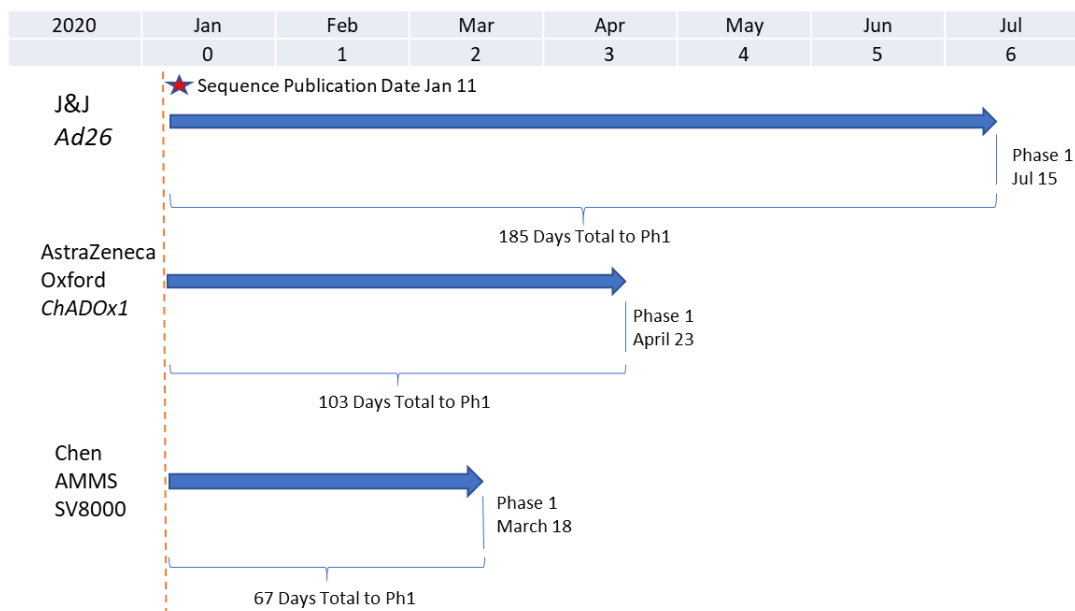 2020 Jan Feb Mar Apr May Jun Jul
0 1 2 3 4 5 6
Sequence Publication Date Jan 11
J&J
Ad26
Phase 1
Jul 15
185 Days Total to Ph1
AstraZeneca
Oxford
ChADOx1
Phase 1
April 23
103 Days Total to Ph1
Chen
AMMS
SV8000
Phase 1
March 18
67 Days Total to Ph1